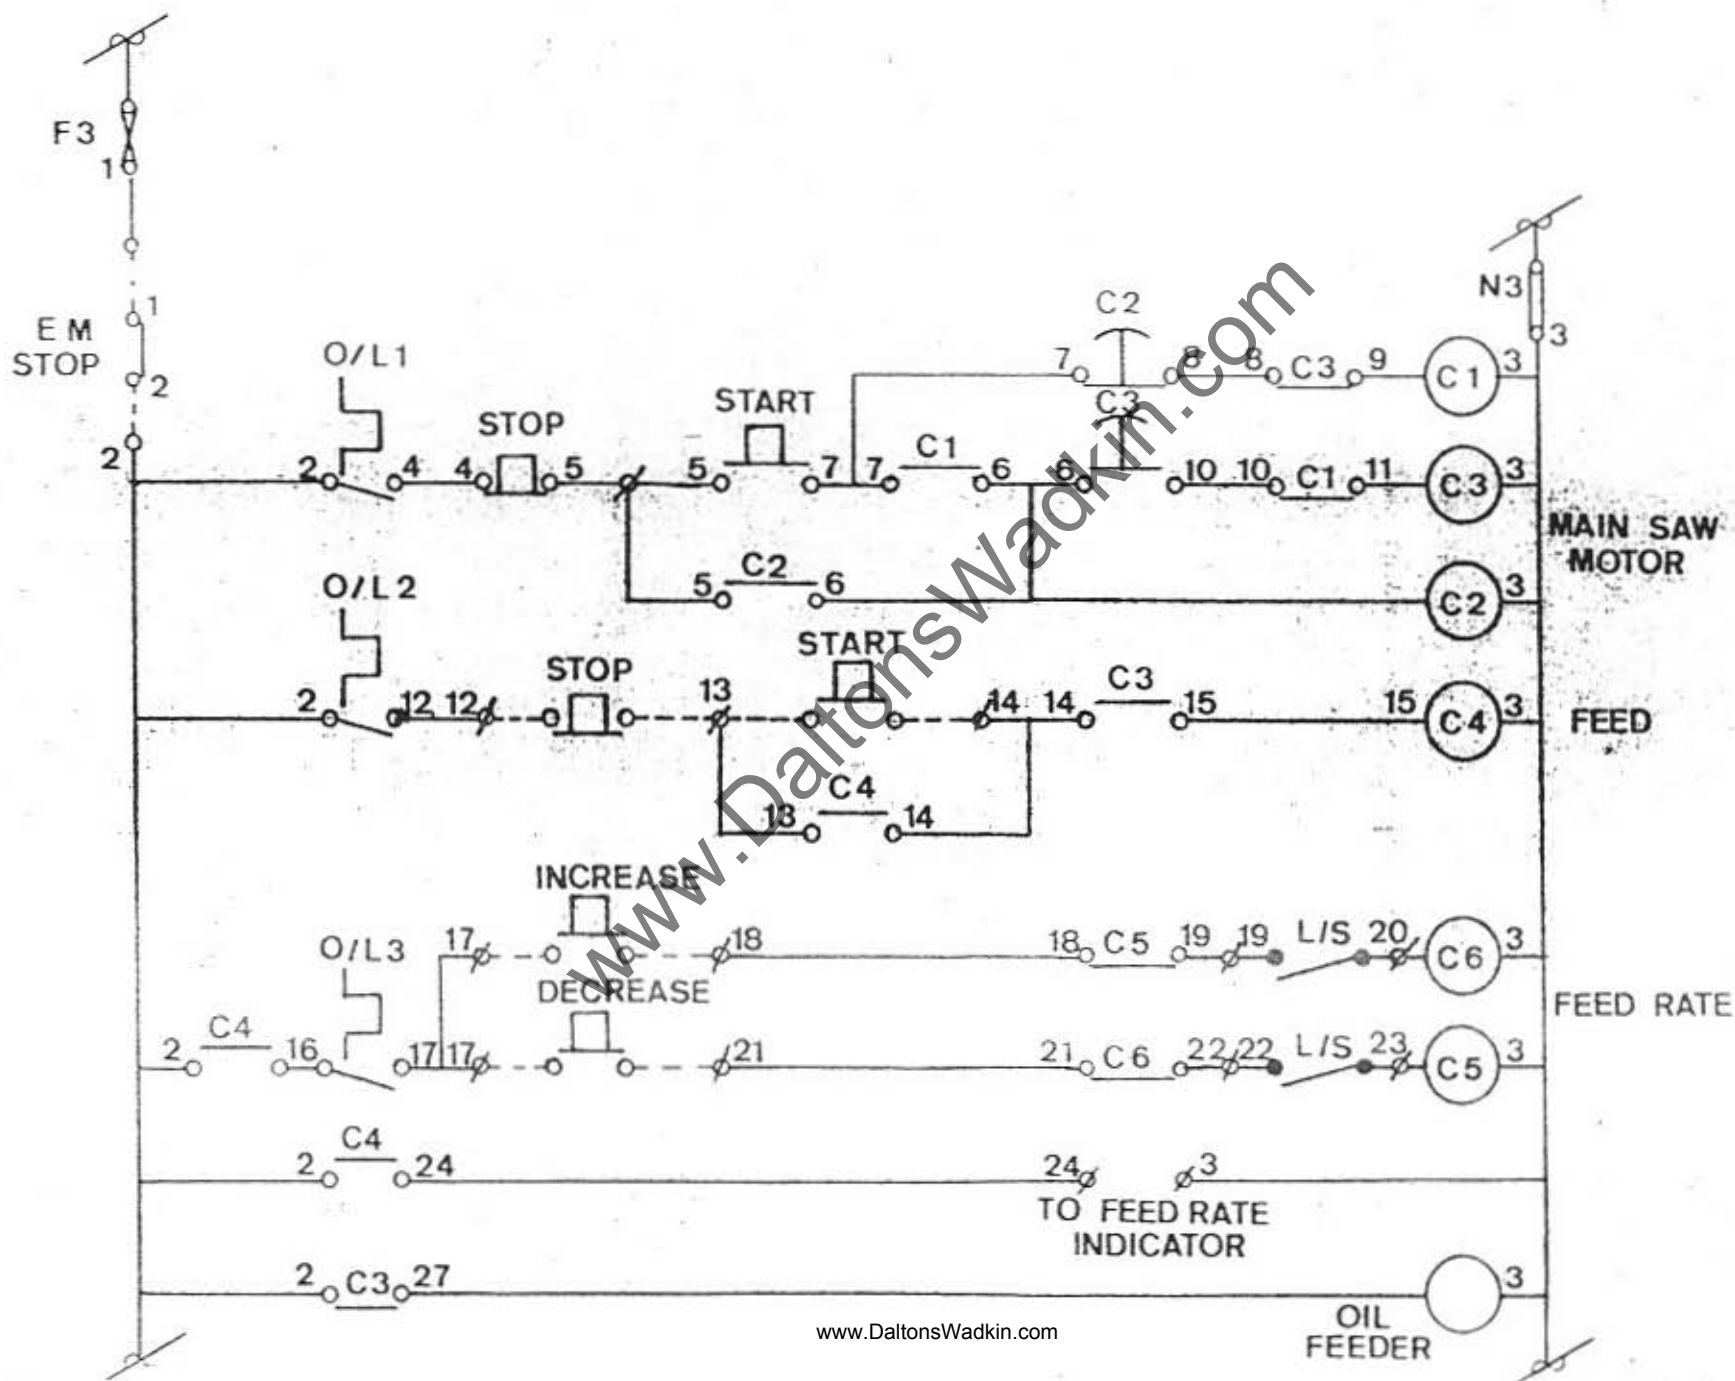 F3
1
N3
3
1
EM
STOP
2
2
O/L1
2 4 4 STOP 5 5 START 7 7 C1 6 6 C3 10 10 C1 11 C3 3
7 C2 8 8 C3 9 C1 3
MAIN SAW
MOTOR
5 C2 6 C2 3
O/L2
2 12 12 STOP 13 START 14 14 C3 15 15 C4 3
FEED
13 C4 14
INCREASE
17 18 18 C5 19 19 L/S 20 C6 3
O/L3
DECREASE
FEED RATE
2 C4 16 17 17 21 21 C6 22 22 L/S 23 C5 3
2 C4 24 24 3
TO FEED RATE
INDICATOR
2 C3 27 3
OIL
FEEDER
www.DaltonsWadkin.com
www.DaltonsWadkin.com